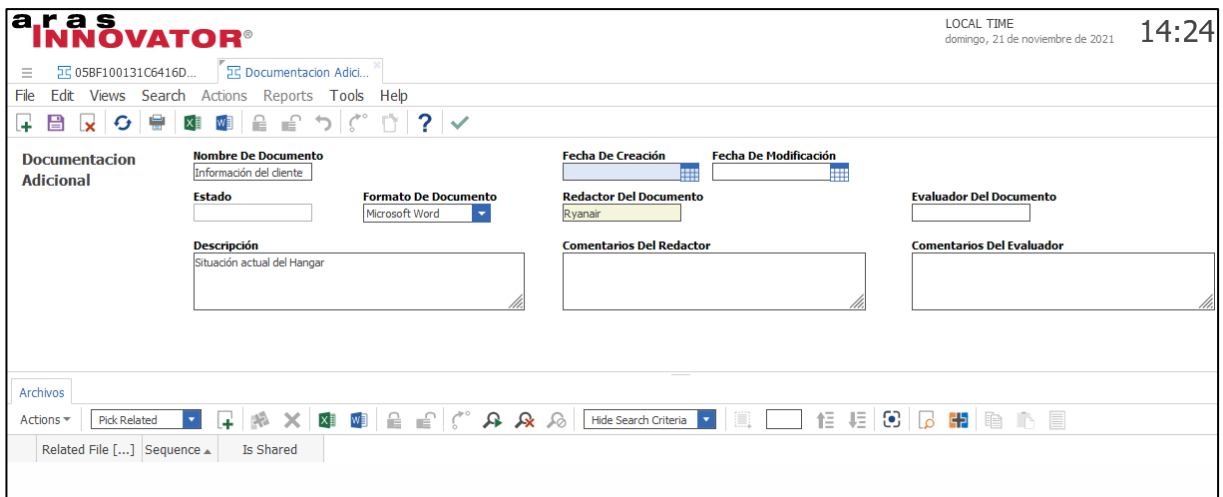 aras
INNOVATOR®
LOCAL TIME
domingo, 21 de noviembre de 2021
14:24
05BF100131C6416D...
Documentacion Adici...
File Edit Views Search Actions Reports Tools Help
Documentacion
Adicional
Nombre De Documento
Información del cliente
Fecha De Creación
Fecha De Modificación
Estado
Formato De Documento
Microsoft Word
Redactor Del Documento
Ryanair
Evaluador Del Documento
Descripción
Situación actual del Hangar
Comentarios Del Redactor
Comentarios Del Evaluador
Archivos
Actions
Pick Related
Hide Search Criteria
Related File [...] Sequence Is Shared